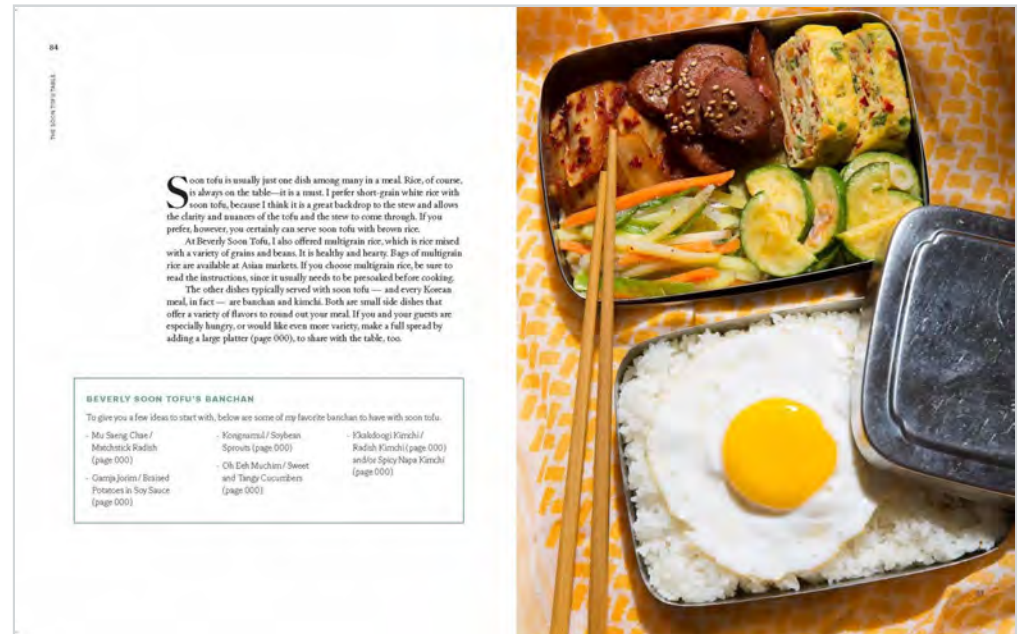 84
THE SOON TOFU TABLE
Soon tofu is usually just one dish among many in a meal. Rice, of course,
is always on the table—it is a must. I prefer short-grain white rice with
soon tofu, because I think it is a great backdrop to the stew and allows
the clarity and nuances of the tofu and the stew to come through. If you
prefer, however, you certainly can serve soon tofu with brown rice.
At Beverly Soon Tofu, I also offered multigrain rice, which is rice mixed
with a variety of grains and beans. It is healthy and hearty. Bags of multigrain
rice are available at Asian markets. If you choose multigrain rice, be sure to
read the instructions, since it usually needs to be presoaked before cooking.
The other dishes typically served with soon tofu — and every Korean
meal, in fact — are banchan and kimchi. Both are small side dishes that
offer a variety of flavors to round out your meal. If you and your guests are
especially hungry, or would like even more variety, make a full spread by
adding a large platter (page 000), to share with the table, too.
BEVERLY SOON TOFU'S BANCHAN
To give you a few ideas to start with, below are some of my favorite banchan to have with soon tofu.
- Mu Saeng Chae /
Matchstick Radish
(page 000)
- Gamja Jorim / Braised
Potatoes in Soy Sauce
(page 000)
- Kongnamul / Soybean
Sprouts (page 000)
- Oh Eeh Muchim / Sweet
and Tangy Cucumbers
(page 000)
- Kkakdoogi Kimchi /
Radish Kimchi (page 000)
and/or Spicy Napa Kimchi
(page 000)